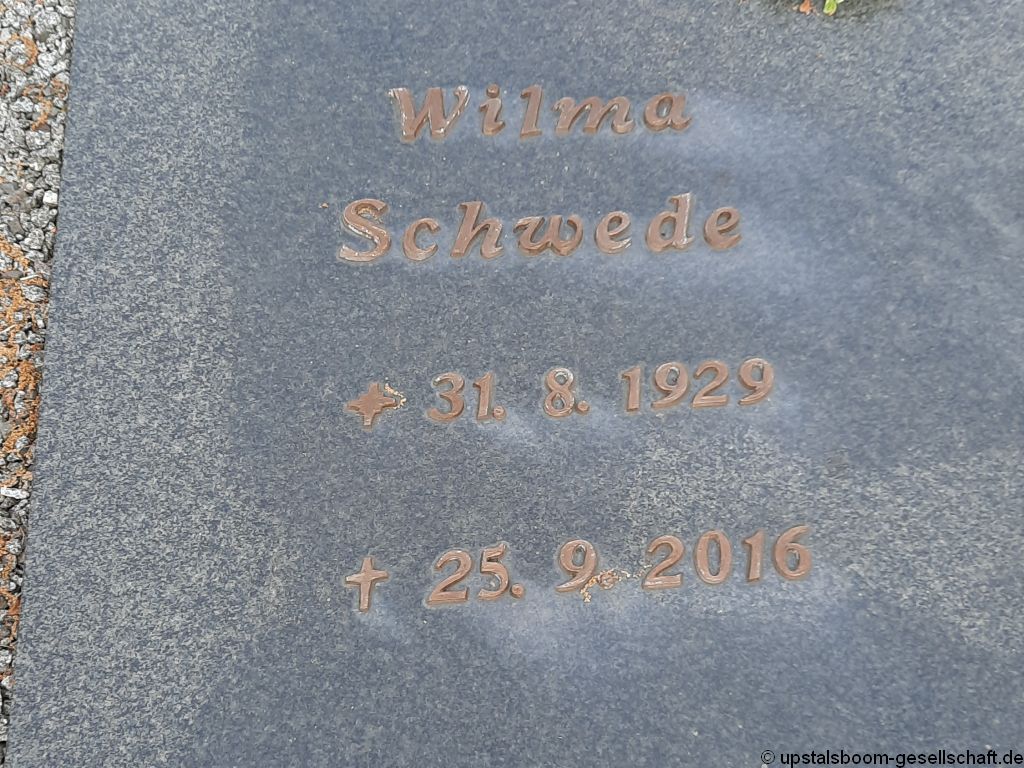 Wilma
Schwede
31. 8. 1929
† 25. 9. 2016
© upstalsboom-gesellschaft.de